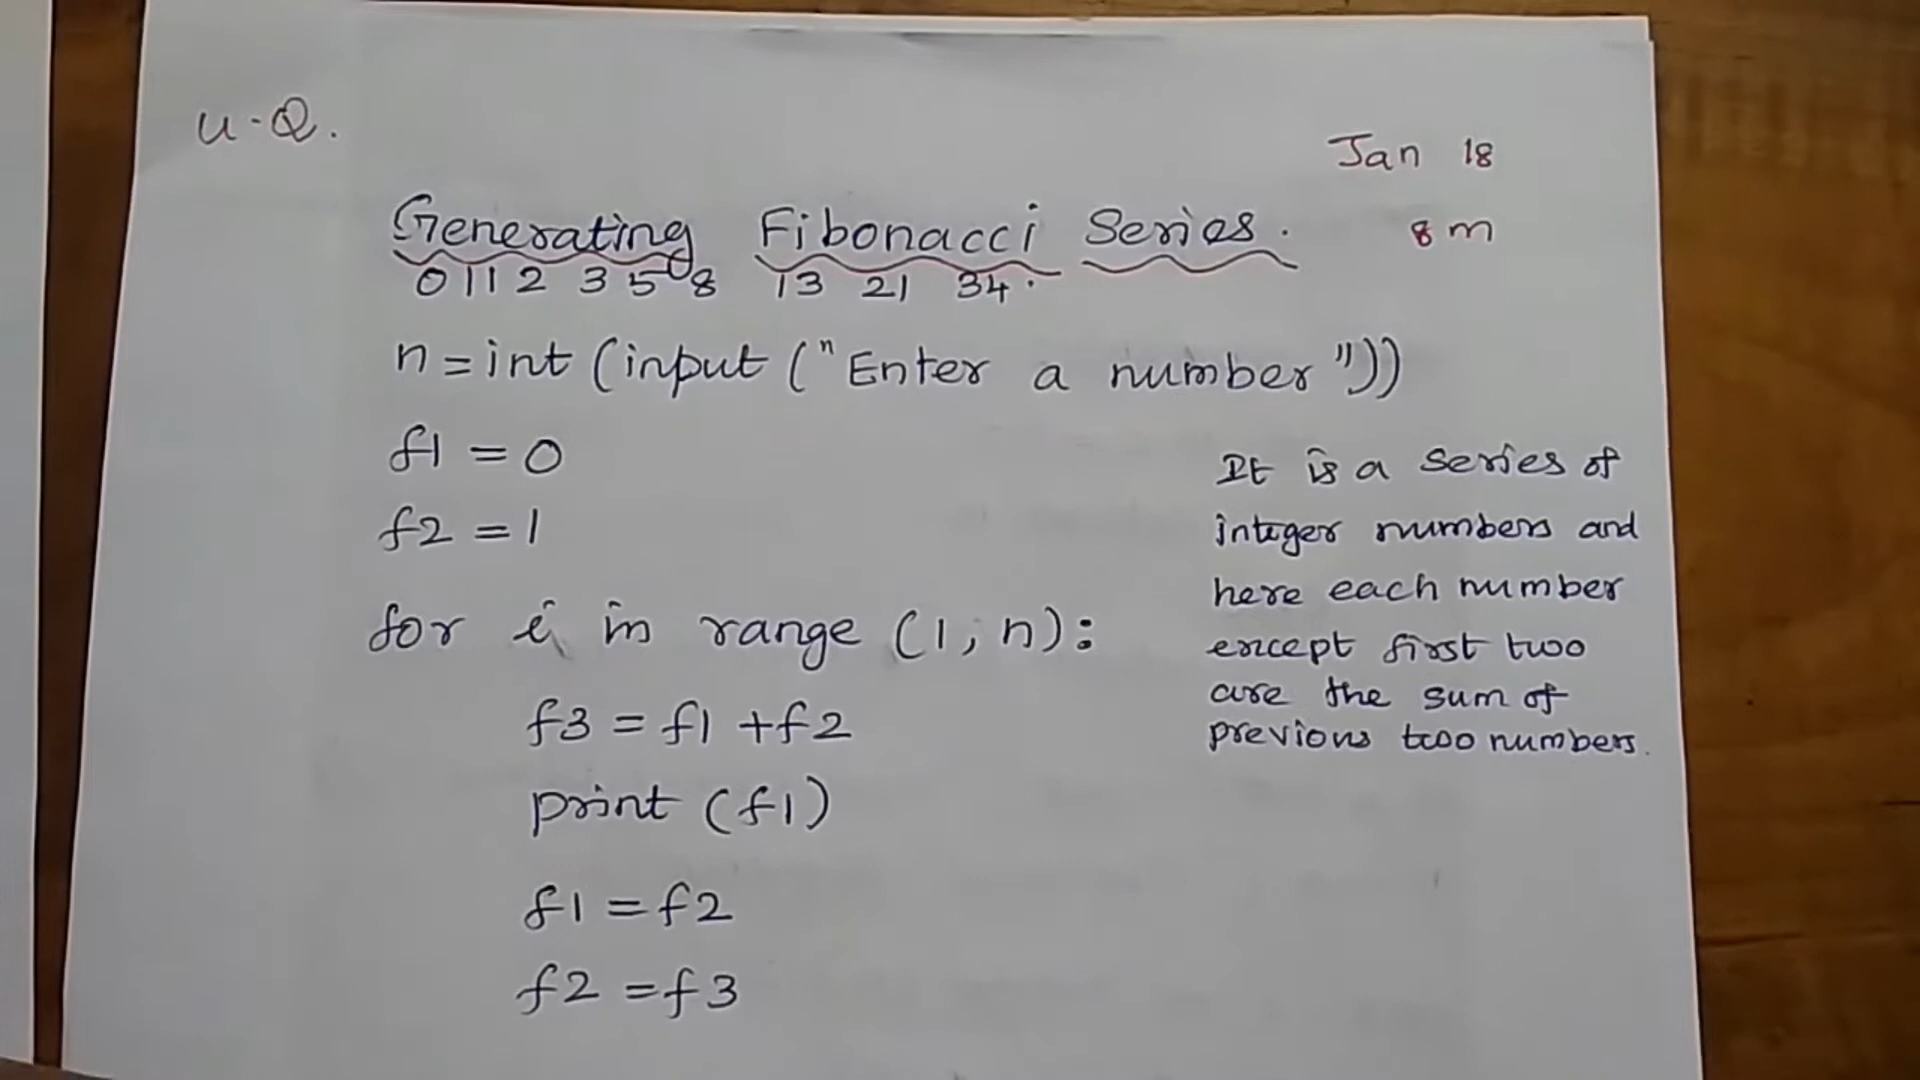 U.Q.
Jan 18
Generating Fibonacci Series.
8m
0 1 1 2 3 5 8 13 21 34.
n=int (input ("Enter a number"))
f1 = 0
f2 = 1
for i in range (1, n):
f3 = f1 + f2
print (f1)
f1 = f2
f2 = f3
It is a series of
integer numbers and
here each number
except first two
are the sum of
previous two numbers.